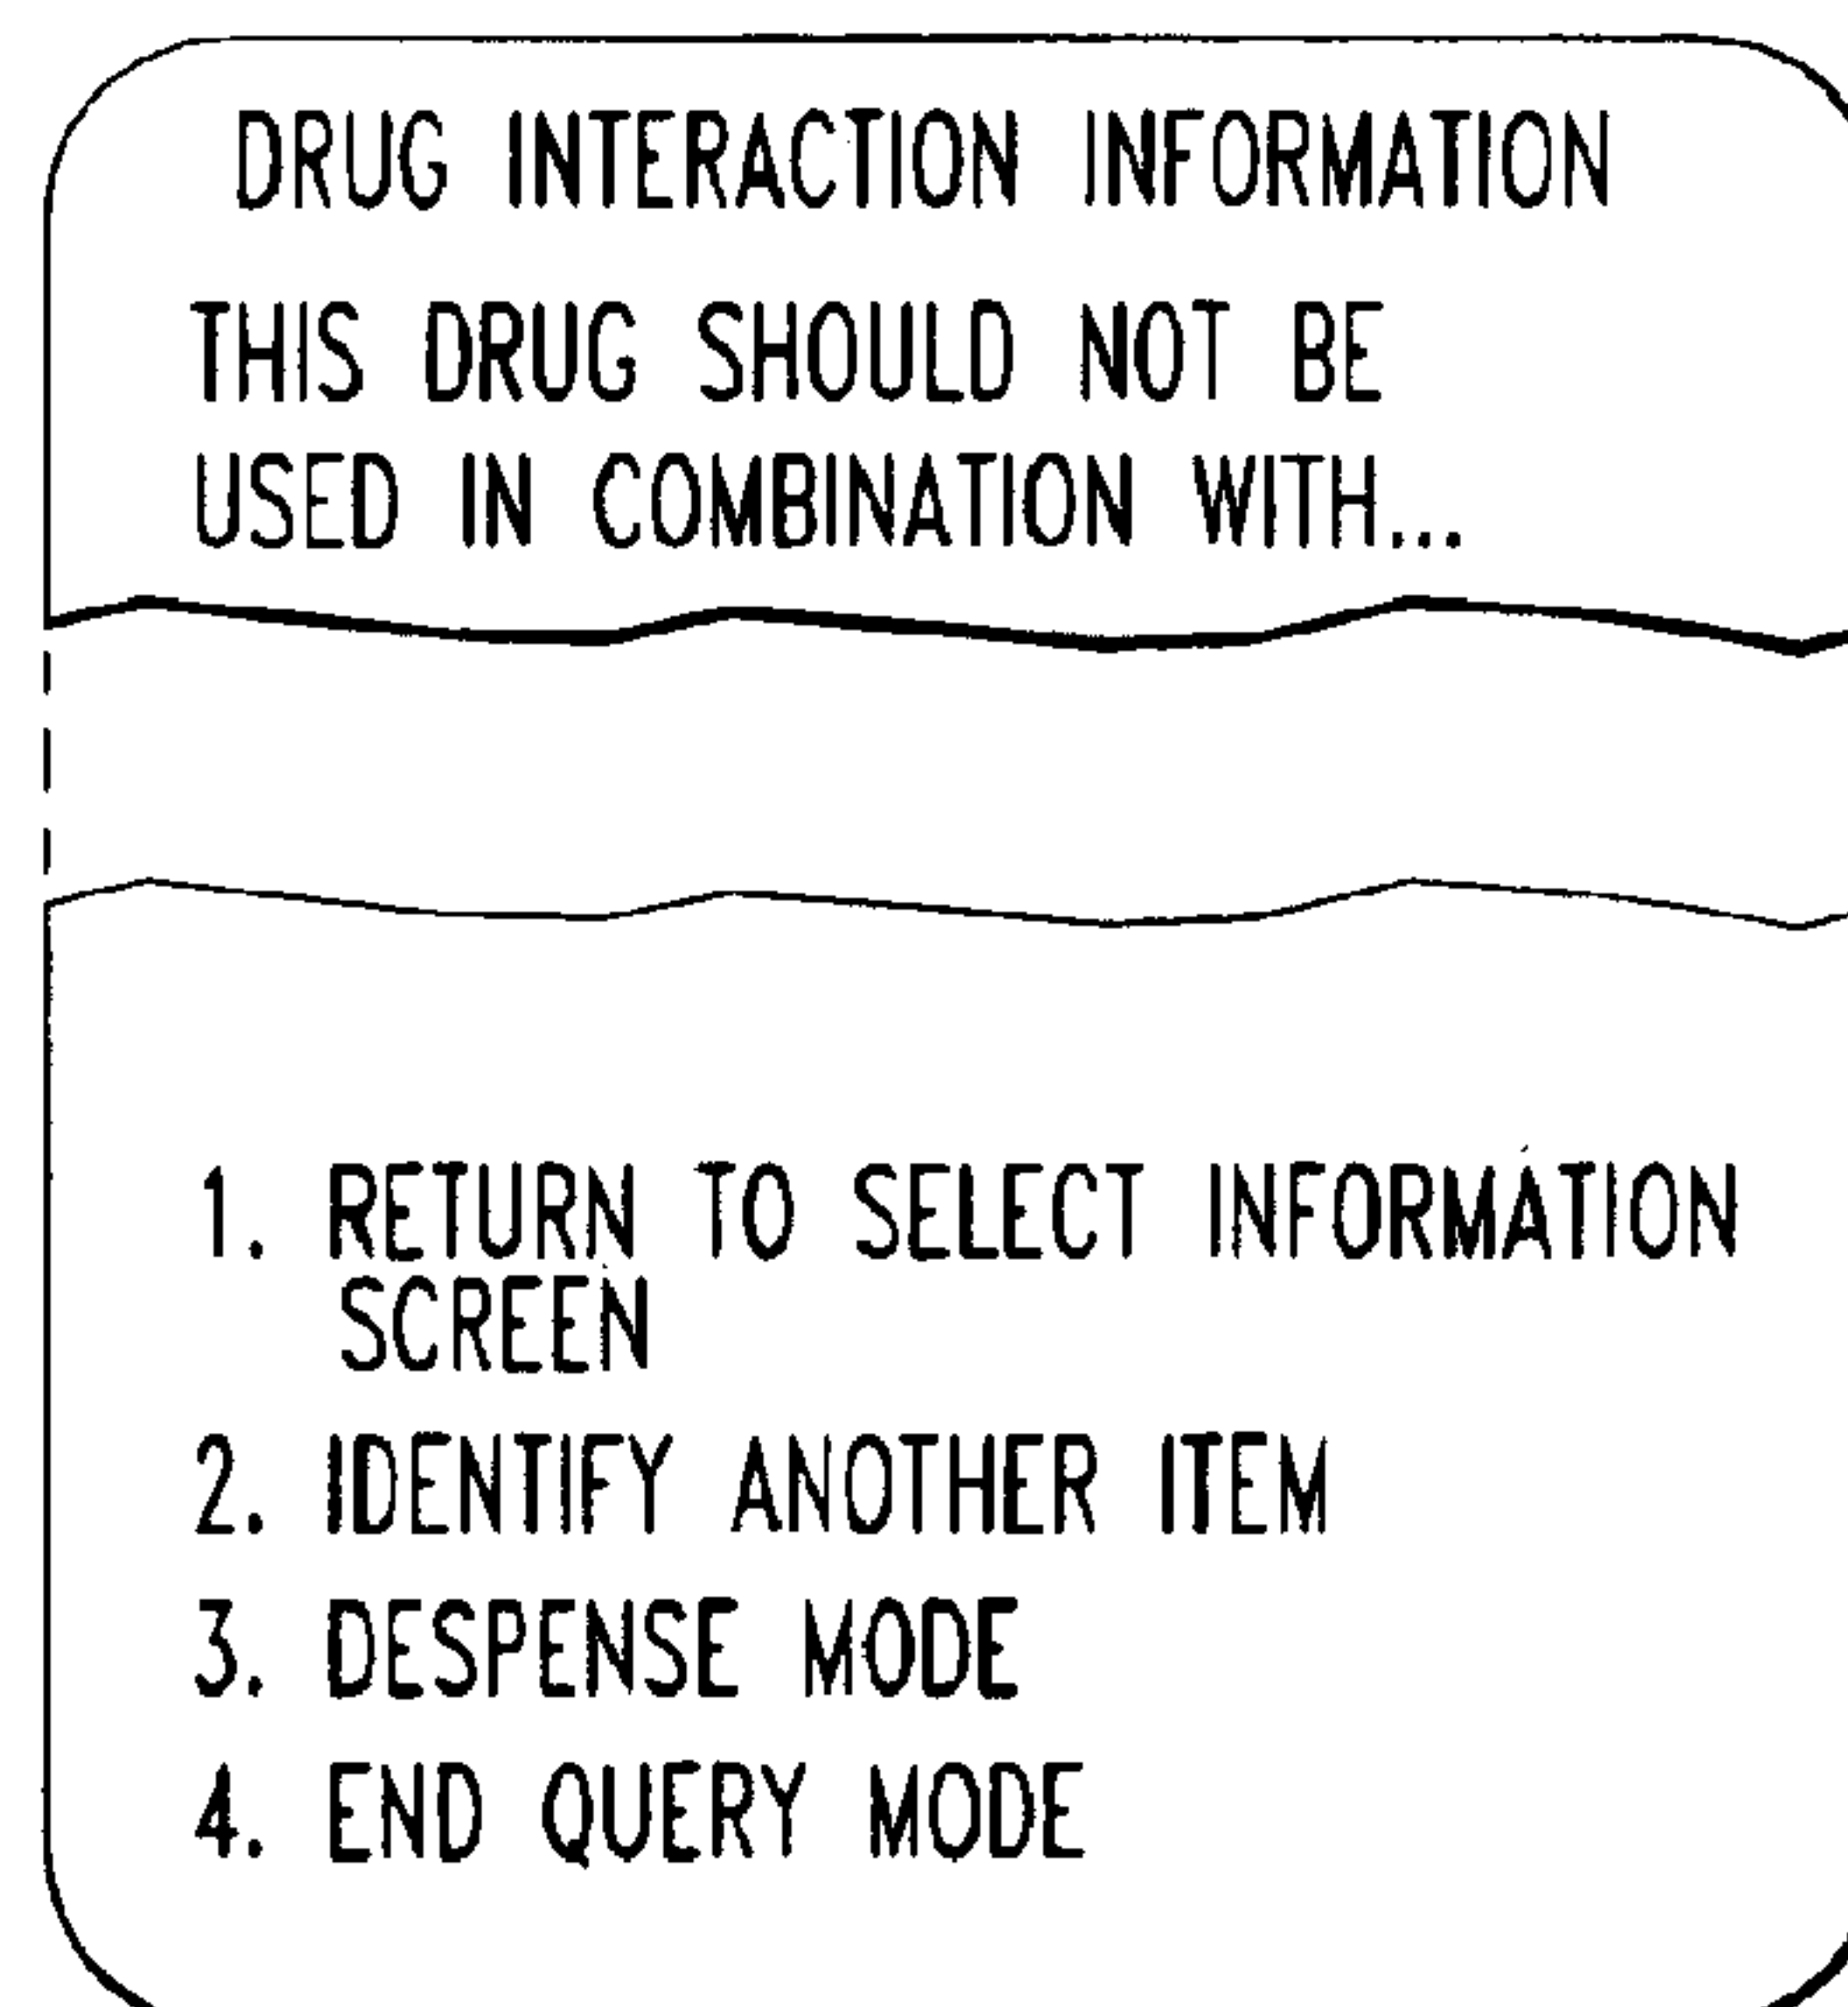 DRUG INTERACTION INFORMATION
THIS DRUG SHOULD NOT BE
USED IN COMBINATION WITH...
1. RETURN TO SELECT INFORMATION
SCREEN
2. IDENTIFY ANOTHER ITEM
3. DESPENSE MODE
4. END QUERY MODE